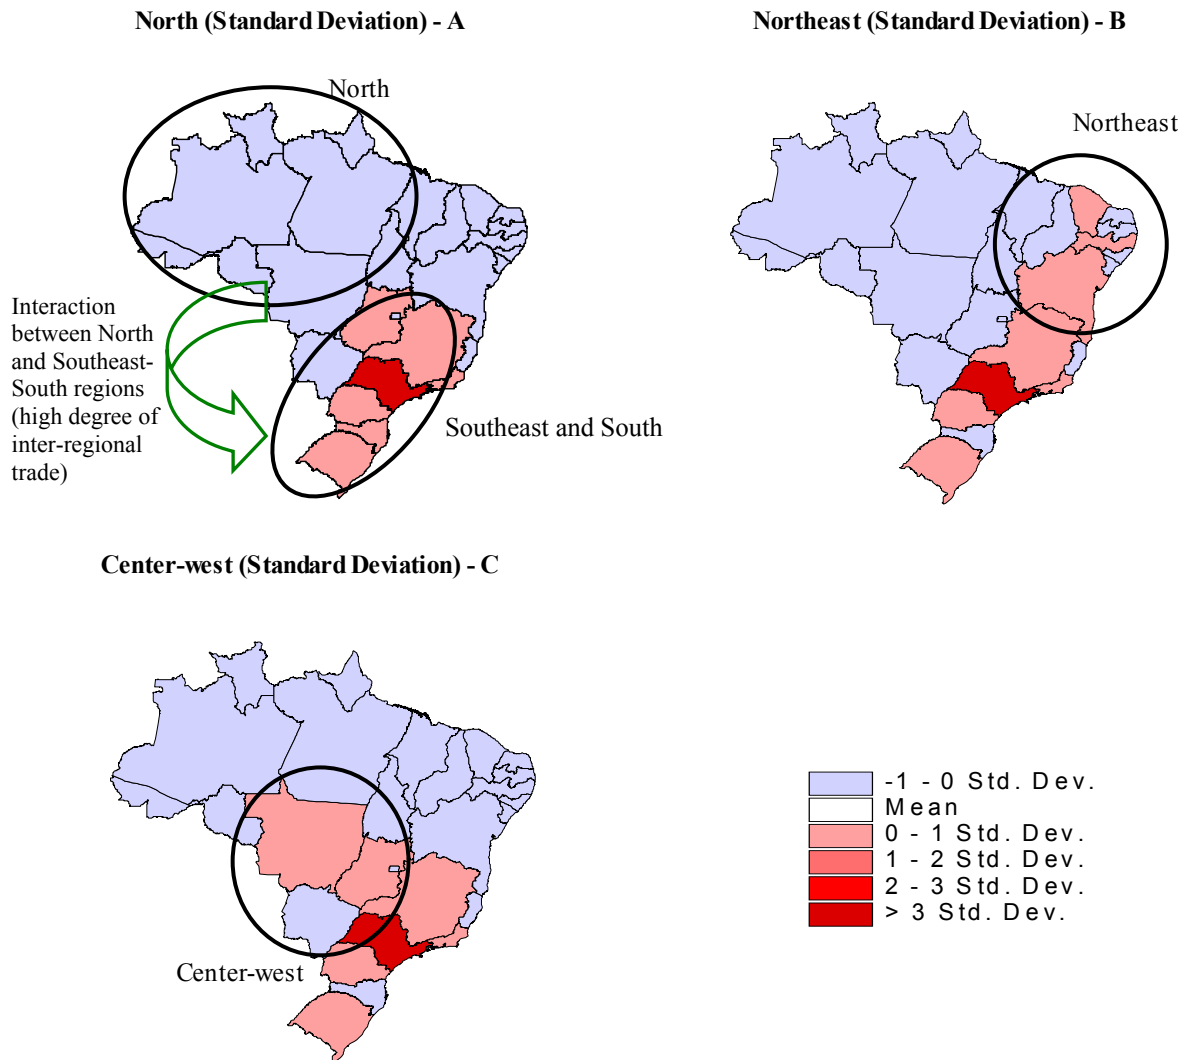 North (Standard Deviation) - A
Northeast (Standard Deviation) - B
North
Northeast
Interaction
between North
and Southeast-
South regions
(high degree of
inter-regional
trade)
Southeast and South
Center-west (Standard Deviation) - C
Center-west
-1 - 0 Std. Dev.
Mean
0 - 1 Std. Dev.
1 - 2 Std. Dev.
2 - 3 Std. Dev.
> 3 Std. Dev.